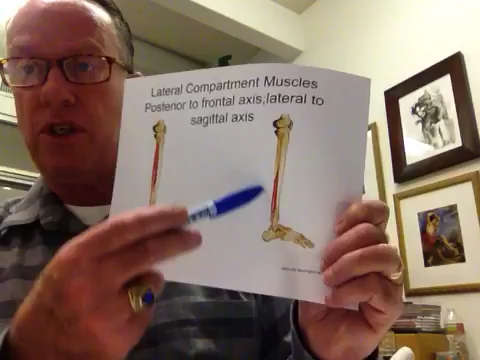 Lateral Compartment Muscles
Posterior to frontal axis;lateral to
sagittal axis